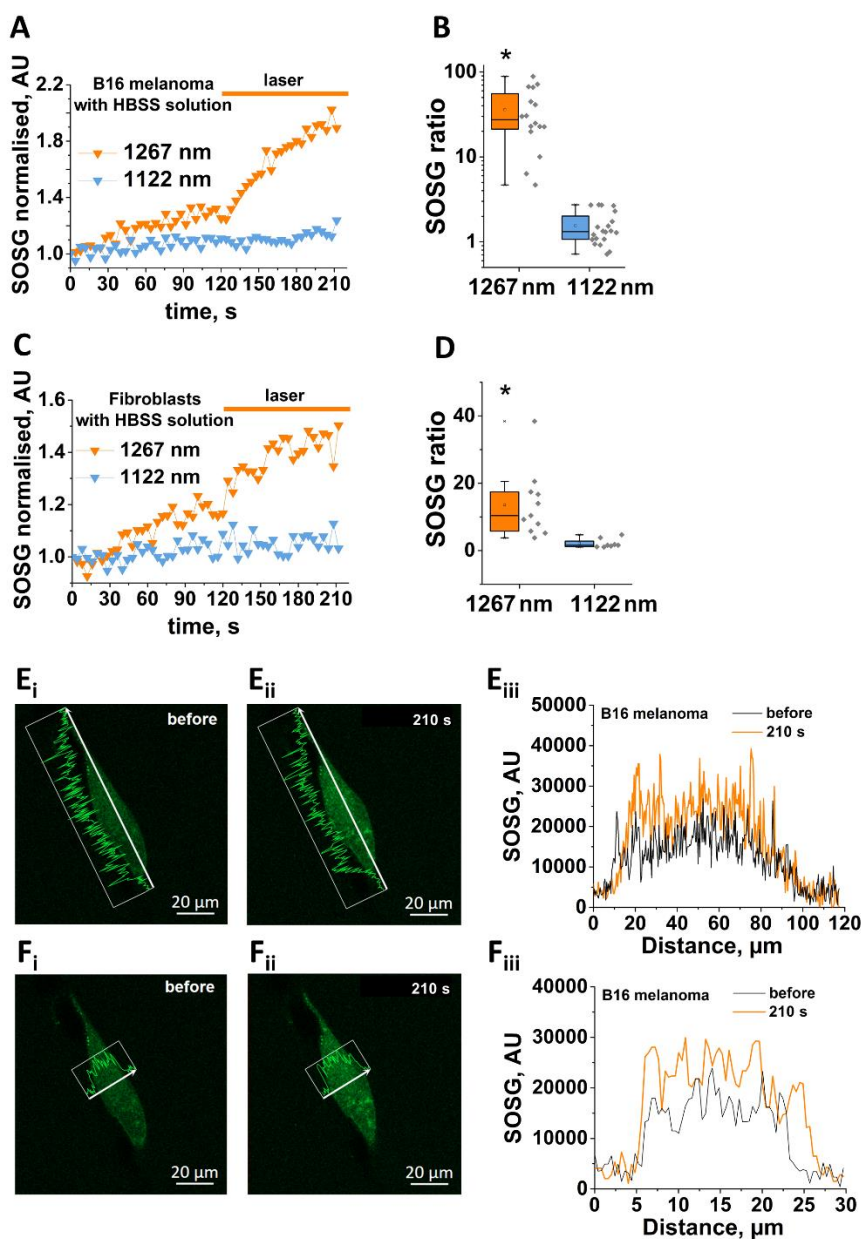 A
SOSG normalised, AU
2.2
1.8
1.4
1.0
B16 melanoma
with HBSS solution
laser
1267 nm
1122 nm
0 30 60 90 120 150 180 210
time, s
B
SOSG ratio
100
10
1
*
1267 nm 1122 nm
C
SOSG normalised, AU
1.6
1.4
1.2
1.0
Fibroblasts
with HBSS solution
laser
1267 nm
1122 nm
0 30 60 90 120 150 180 210
time, s
D
SOSG ratio
40
20
0
*
1267 nm 1122 nm
Ei
before
20 μm
Eii
210 s
20 μm
Eiii
SOSG, AU
50000
40000
30000
20000
10000
0
B16 melanoma
before
210 s
0 20 40 60 80 100 120
Distance, μm
Fi
before
20 μm
Fii
210 s
20 μm
Fiii
SOSG, AU
40000
30000
20000
10000
0
B16 melanoma
before
210 s
0 5 10 15 20 25 30
Distance, μm